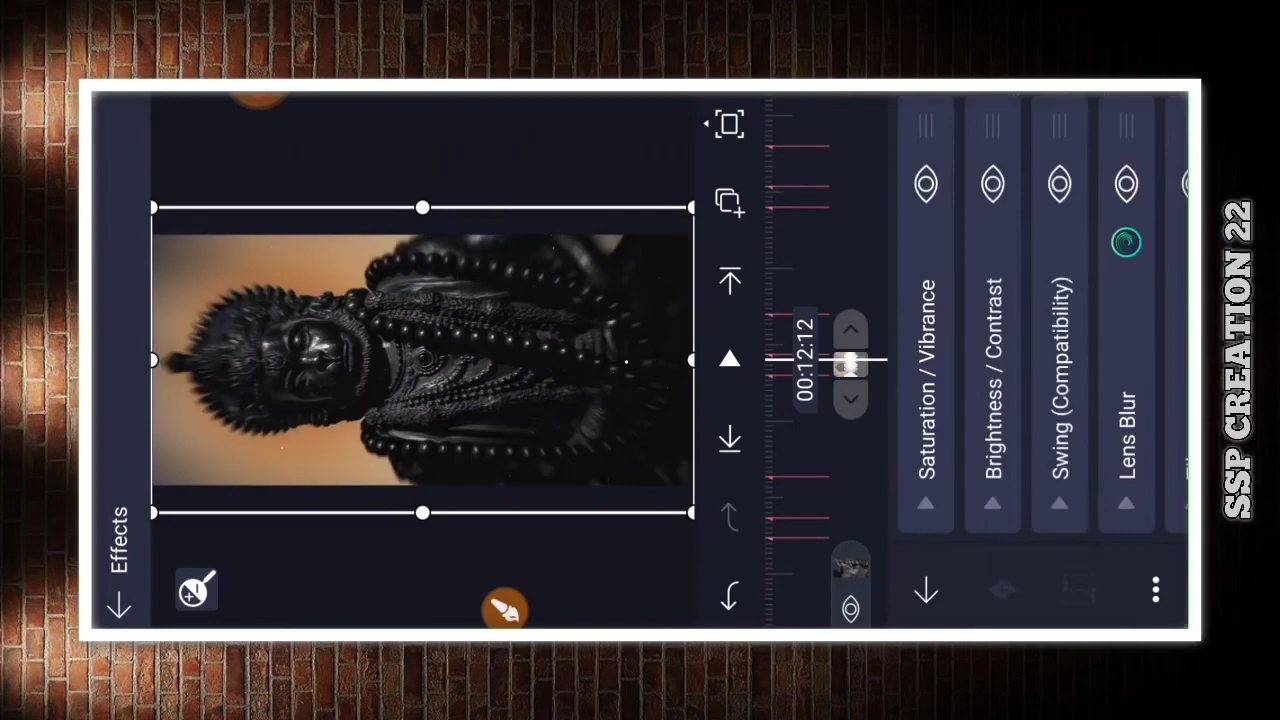 Effects
00:12:12
Saturation / Vibrance
Brightness / Contrast
Swing (Compatibility)
Lens Blur
SSP CREATION 22